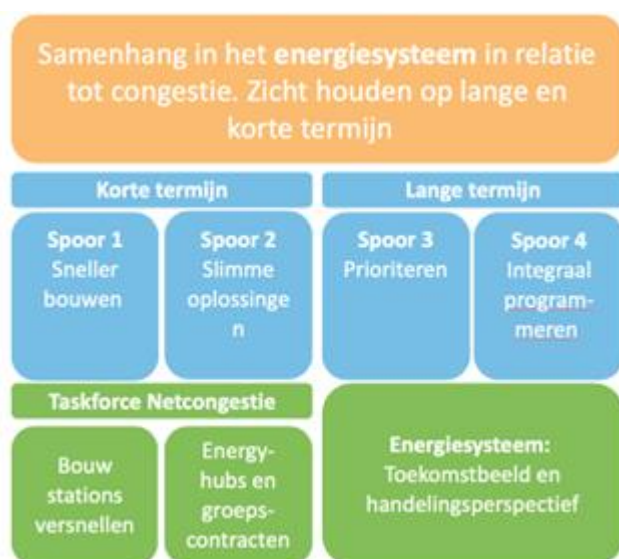 Samenhang in het energiesysteem in relatie
tot congestie. Zicht houden op lange en
korte termijn
Korte termijn
Lange termijn
Spoor 1
Sneller
bouwen
Spoor 2
Slimme
oplossinge
n
Spoor 3
Prioriteren
Spoor 4
Integraal
program-
meren
Taskforce Netcongestie
Bouw
stations
versnellen
Energy-
hubs en
groeps-
contracten
Energiesysteem:
Toekomstbeeld en
handelingsperspectief